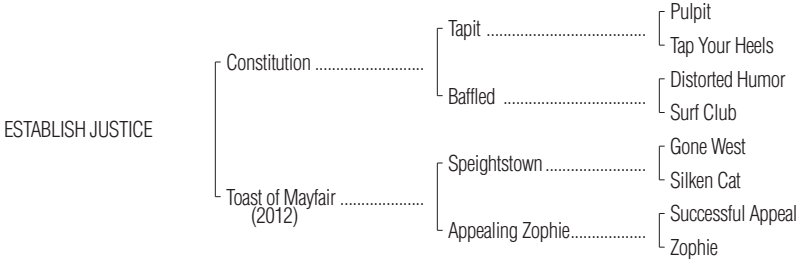 Pulpit
Tapit ......................................
Tap Your Heels
Constitution ..........................
Distorted Humor
Baffled ..................................
Surf Club
ESTABLISH JUSTICE
Gone West
Speightstown ........................
Silken Cat
Toast of Mayfair ....................
(2012)
Successful Appeal
Appealing Zophie..................
Zophie